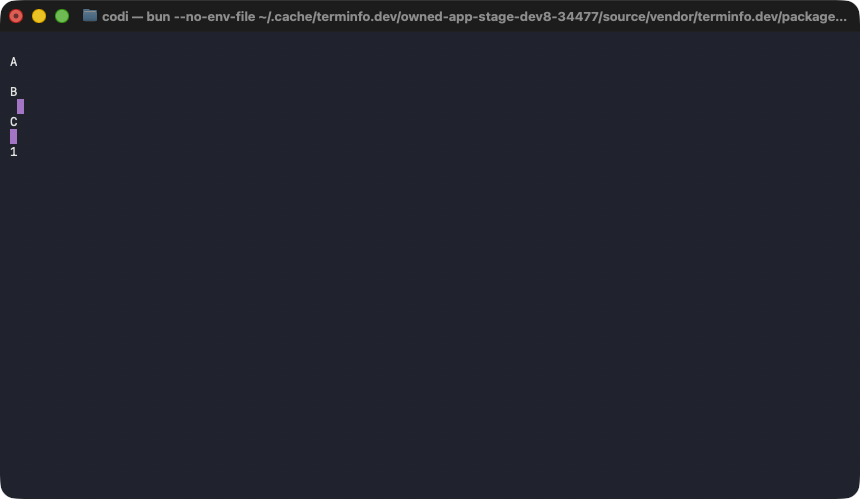 codi — bun --no-env-file ~/.cache/terminfo.dev/owned-app-stage-dev8-34477/source/vendor/terminfo.dev/package...
A
B
C
1